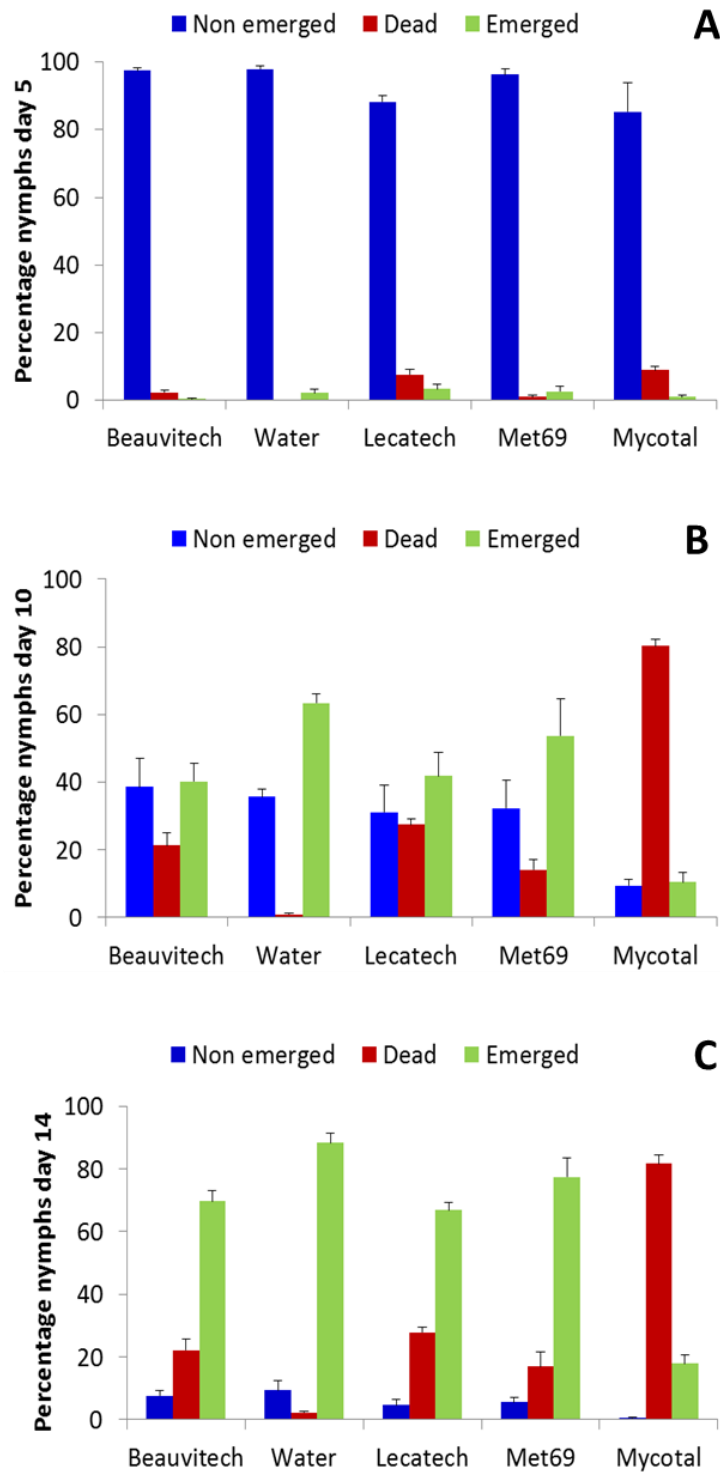 Non emerged Dead Emerged A
Percentage nymphs day 5
100
80
60
40
20
0
Beauvitech Water Lecatech Met69 Mycotal
Non emerged Dead Emerged B
Percentage nymphs day 10
100
80
60
40
20
0
Beauvitech Water Lecatech Met69 Mycotal
Non emerged Dead Emerged C
Percentage nymphs day 14
100
80
60
40
20
0
Beauvitech Water Lecatech Met69 Mycotal